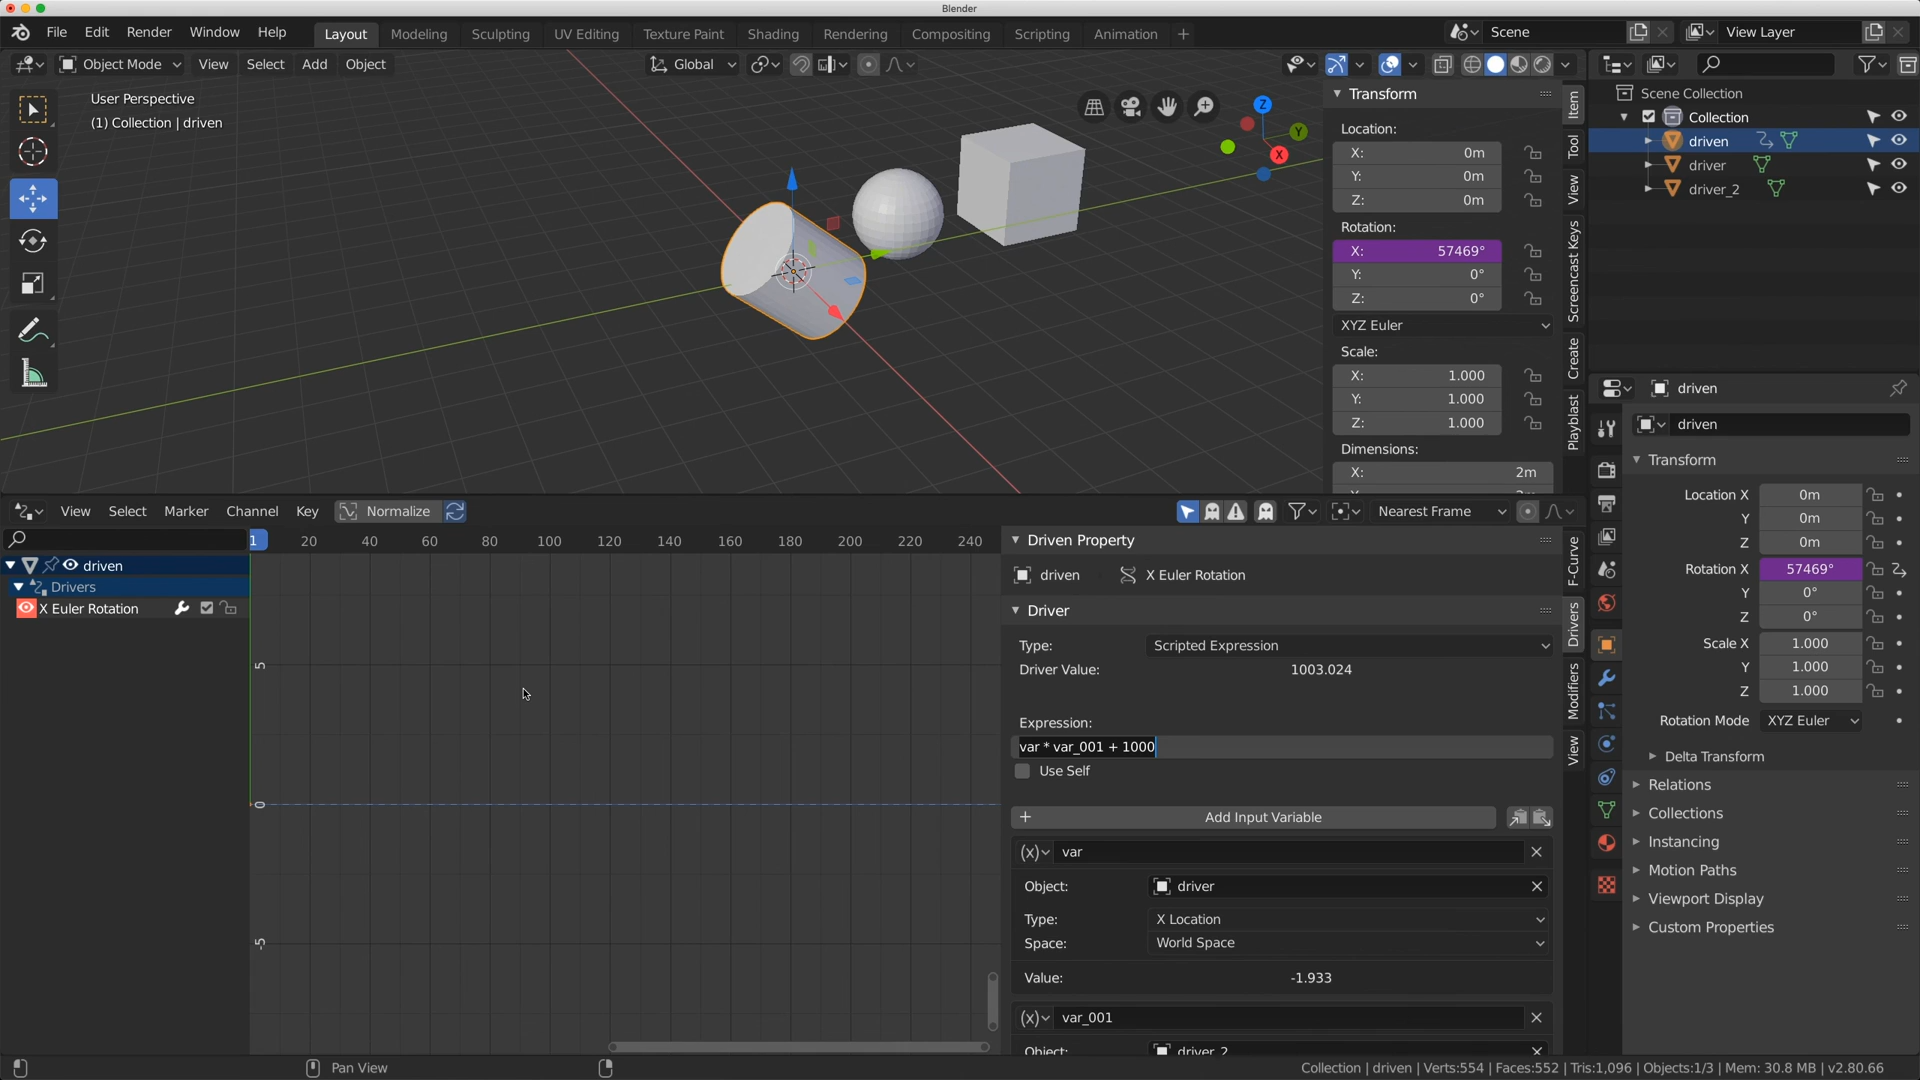 Blender
File Edit Render Window Help
Layout Modeling Sculpting UV Editing Texture Paint Shading Rendering Compositing Scripting Animation +
Scene
View Layer
Object Mode View Select Add Object
Global
User Perspective
(1) Collection | driven
Z
Y
X
Transform
Location:
X: 0m
Y: 0m
Z: 0m
Rotation:
X: 57469°
Y: 0°
Z: 0°
XYZ Euler
Scale:
X: 1.000
Y: 1.000
Z: 1.000
Dimensions:
X: 2m
Item
Tool
View
Screencast Keys
Create
Playblast
Scene Collection
Collection
driven
driver
driver_2
driven
driven
Transform
Location X 0m
Y 0m
Z 0m
Rotation X 57469°
Y 0°
Z 0°
Scale X 1.000
Y 1.000
Z 1.000
Rotation Mode XYZ Euler
Delta Transform
Relations
Collections
Instancing
Motion Paths
Viewport Display
Custom Properties
View Select Marker Channel Key Normalize
Nearest Frame
driven
Drivers
X Euler Rotation
1 20 40 60 80 100 120 140 160 180 200 220 240
5
0
-5
Driven Property
driven X Euler Rotation
Driver
Type: Scripted Expression
Driver Value: 1003.024
Expression:
var * var_001 + 1000
Use Self
+ Add Input Variable
(x) var
Object: driver
Type: X Location
Space: World Space
Value: -1.933
(x) var_001
Object: driver_2
F-Curve
Drivers
Modifiers
View
Pan View
Collection | driven | Verts:554 | Faces:552 | Tris:1,096 | Objects:1/3 | Mem: 30.8 MB | v2.80.66